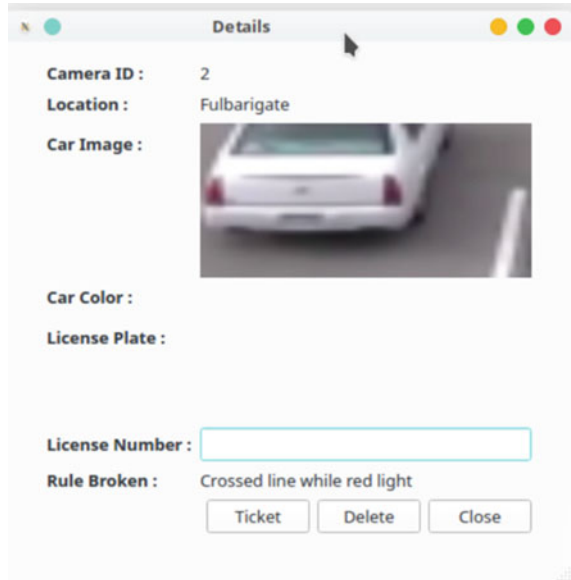 Details
Camera ID : 2
Location : Fulbarigate
Car Image :
Car Color :
License Plate :
License Number :
Rule Broken : Crossed line while red light
Ticket Delete Close